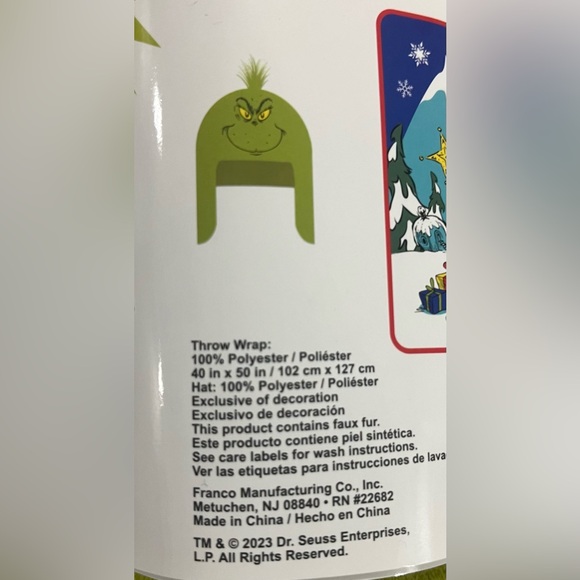 Throw Wrap:
100% Polyester / Poliéster
40 in x 50 in / 102 cm x 127 cm
Hat: 100% Polyester / Poliéster
Exclusive of decoration
Exclusivo de decoración
This product contains faux fur.
Este producto contiene piel sintética.
See care labels for wash instructions.
Ver las etiquetas para instrucciones de lava
Franco Manufacturing Co., Inc.
Metuchen, NJ 08840 • RN #22682
Made in China / Hecho en China
TM & © 2023 Dr. Seuss Enterprises,
L.P. All Rights Reserved.